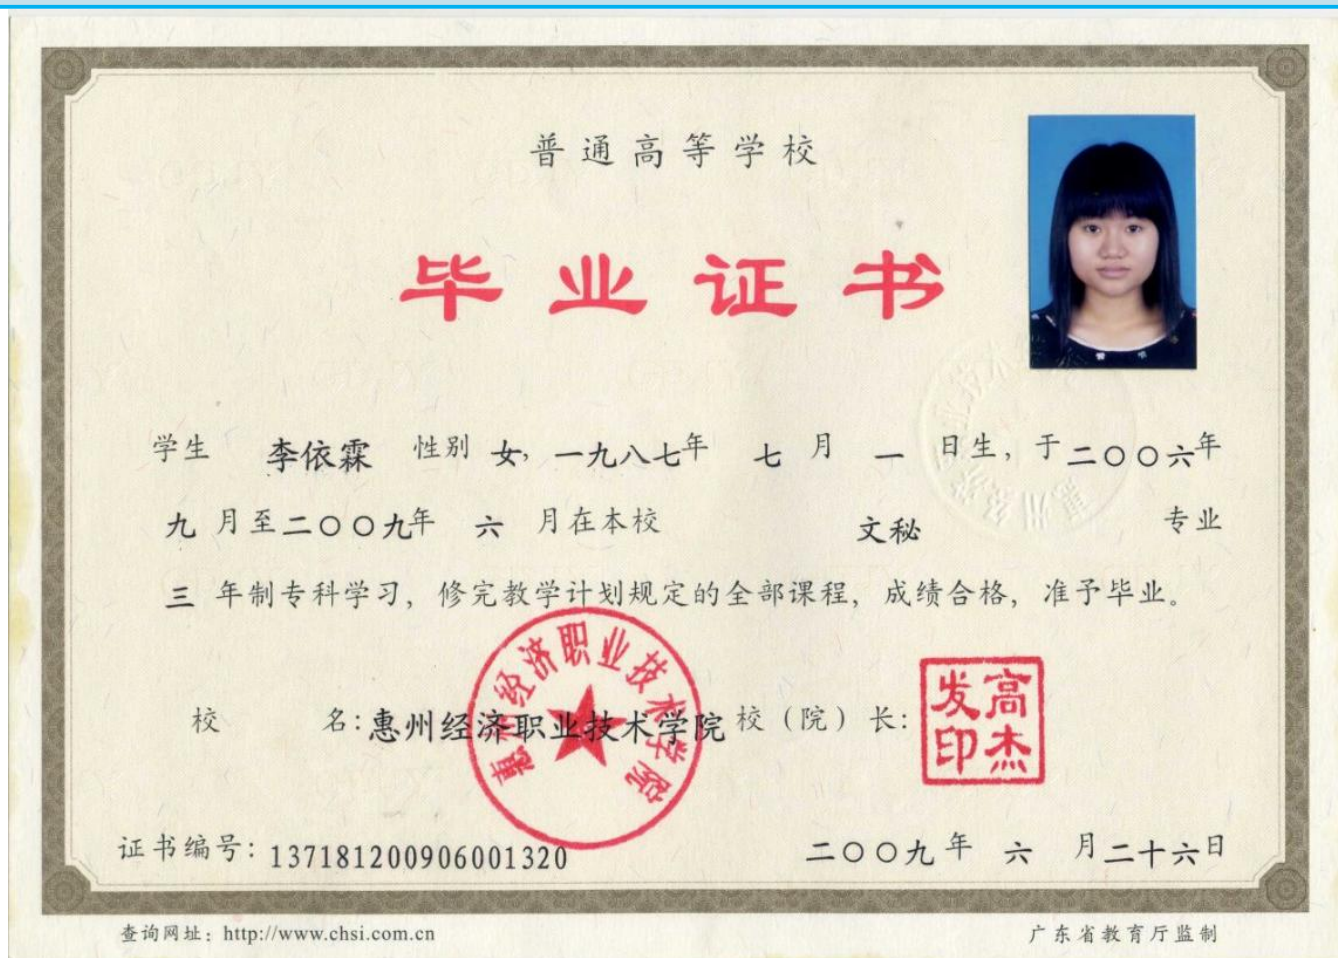 普通高等学校
毕业证书
学生 李依霖 性别 女，一九八七年 七 月 一 日生，于二〇〇六年
九 月至二〇〇九年 六 月在本校 文秘 专业
三 年制专科学习，修完教学计划规定的全部课程，成绩合格，准予毕业。
惠州经济职业技术学院
校 名：惠州经济职业技术学院 校（院）长：
高杰发印
证书编号：137181200906001320 二〇〇九年 六 月二十六日
查询网址：http://www.chsi.com.cn 广东省教育厅监制